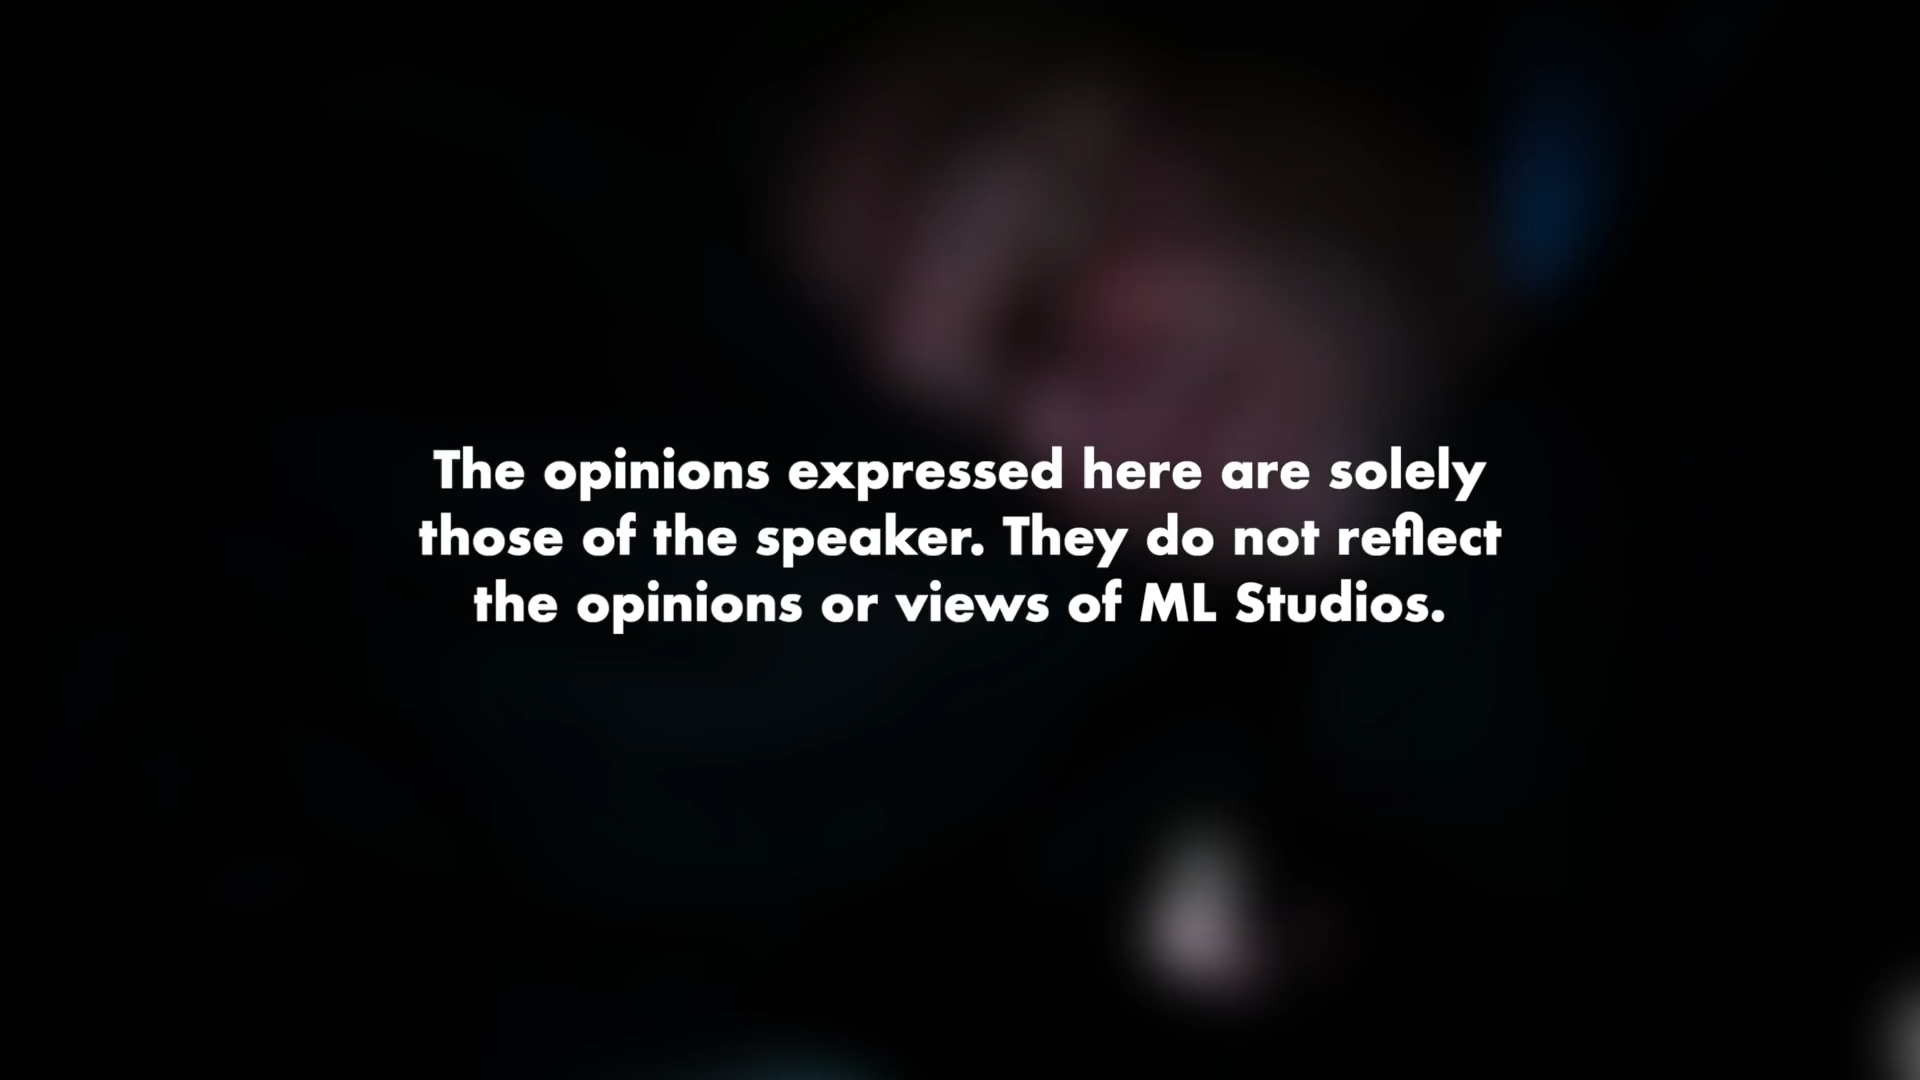 The opinions expressed here are solely
those of the speaker. They do not reflect
the opinions or views of ML Studios.